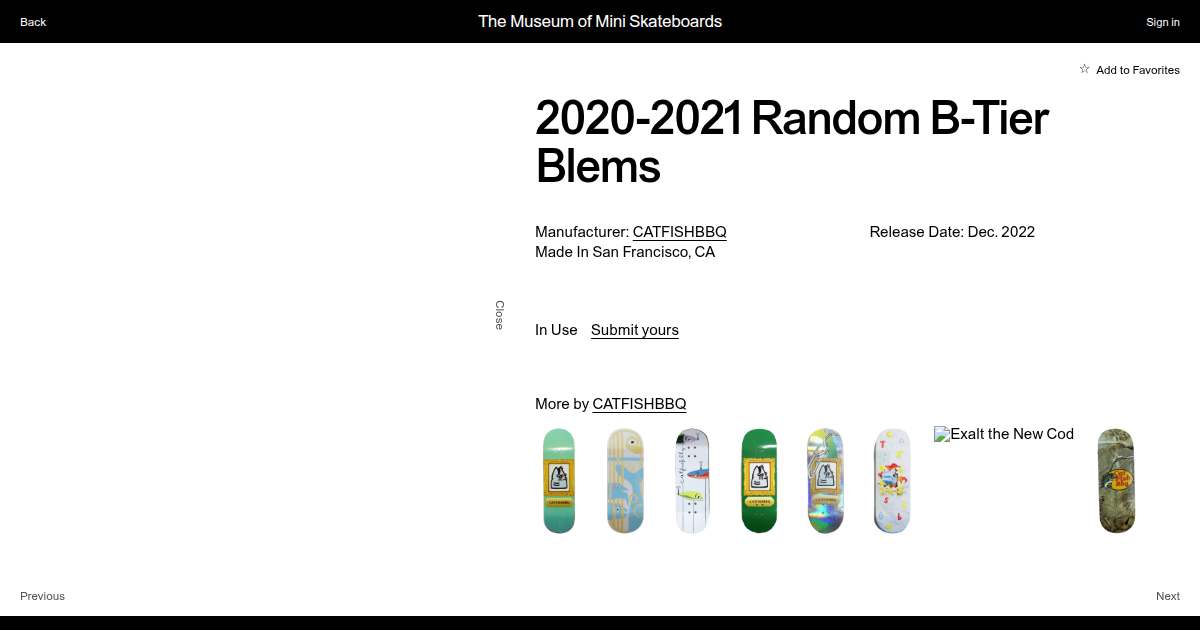 Back
The Museum of Mini Skateboards
Sign in
☆ Add to Favorites
2020-2021 Random B-Tier
Blems
Manufacturer: CATFISHBBQ
Release Date: Dec. 2022
Made In San Francisco, CA
Close
In Use Submit yours
More by CATFISHBBQ
Exalt the New Cod
Previous
Next